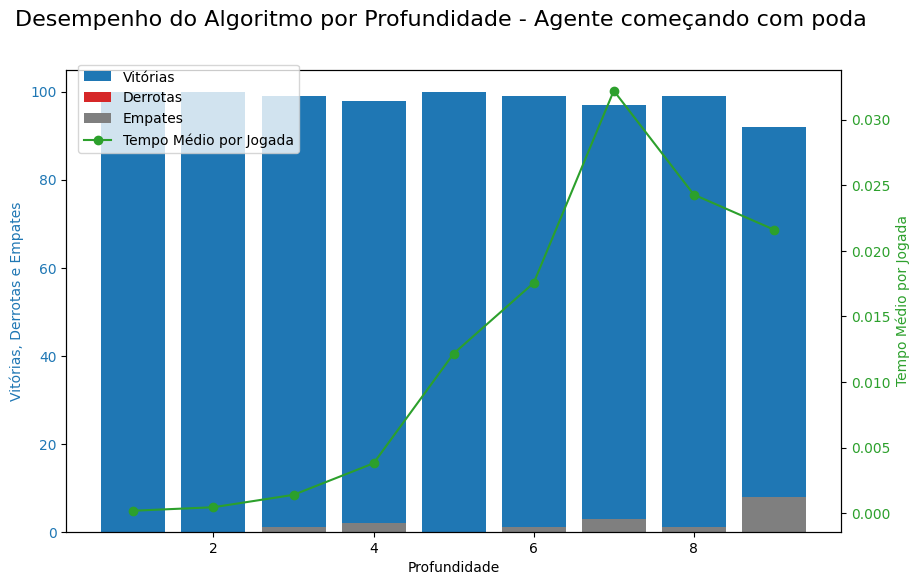 Desempenho do Algoritmo por Profundidade - Agente começando com poda
Vitórias
Derrotas
Empates
Tempo Médio por Jogada
Vitórias, Derrotas e Empates
100
80
60
40
20
0
2
4
6
8
Profundidade
0.030
0.025
0.020
0.015
0.010
0.005
0.000
Tempo Médio por Jogada